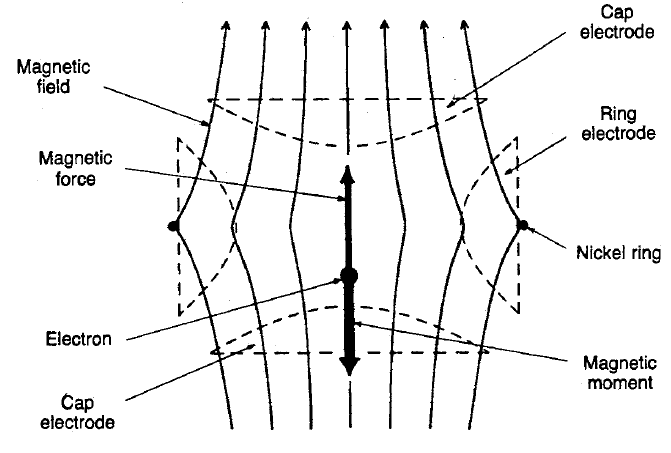 Cap
electrode
Magnetic
field
Ring
electrode
Magnetic
force
Nickel ring
Electron
Magnetic
moment
Cap
electrode